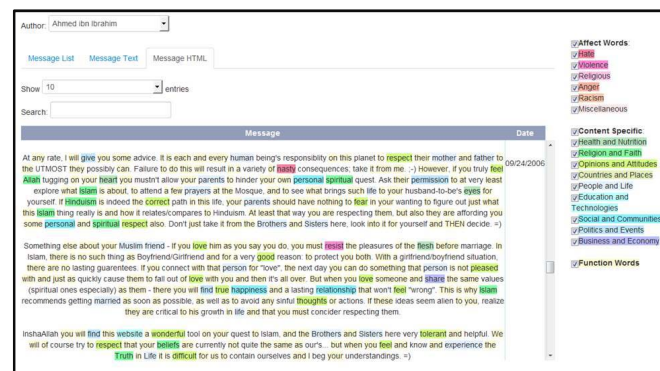 Author: Ahmed ibn Ibrahim
Message List Message Text Message HTML
Show 10 entries
Search:
Message Date
At any rate, I will give you some advice. It is each and every human being's responsiblity on this planet to respect their mother and father to
the UTMOST they possibly can. Failure to do this will result in a variety of nasty consequences, take it from me. ;-) However, if you truly feel
09/24/2006
Allah tugging on your heart you mustn't allow your parents to hinder your own personal spiritual quest. Ask their permission to at very least
explore what Islam is about, to attend a few prayers at the Mosque, and to see what brings such life to your husband-to-be's eyes for
yourself. If Hinduism is indeed the correct path in this life, your parents should have nothing to fear in your wanting to figure out just what
this Islam thing really is and how it relates/compares to Hinduism. At least that way you are respecting them, but also they are affording you
some personal and spiritual respect also. Don't just take it from the Brothers and Sisters here, look into it for yourself and THEN decide. =)
Something else about your Muslim friend - If you love him as you say you do, you must resist the pleasures of the flesh before marriage. In
Islam, there is no such thing as Boyfriend/Girlfriend and for a very good reason: to protect you both. With a girlfriend/boyfriend situation,
there are no lasting guarentees. If you connect with that person for "love", the next day you can do something that person is not pleased
with and just as quickly cause them to fall out of love with you and then it's all over. But when you love someone and share the same values
(spiritual ones especially) as them - there you will find true happiness and a lasting relationship that won't feel "wrong". This is why Islam
recommends getting married as soon as possible, as well as to avoid any sinful thoughts or actions. If these ideas seem alien to you, realize
they are critical to his growth in life and that you must concider respecting them.
InshaAllah you will find this website a wonderful tool on your quest to Islam, and the Brothers and Sisters here very tolerant and helpful. We
will of course try to respect that your beliefs are currently not quite the same as our's... but when you feel and know and experience the
Truth in Life it is difficult for us to contain ourselves and I beg your understandings. =)
Affect Words:
Hate
Violence
Religious
Anger
Racism
Miscellaneous
Content Specific:
Health and Nutrition
Religion and Faith
Opinions and Attitudes
Countries and Places
People and Life
Education and
Technologies
Social and Communities
Politics and Events
Business and Economy
Function Words